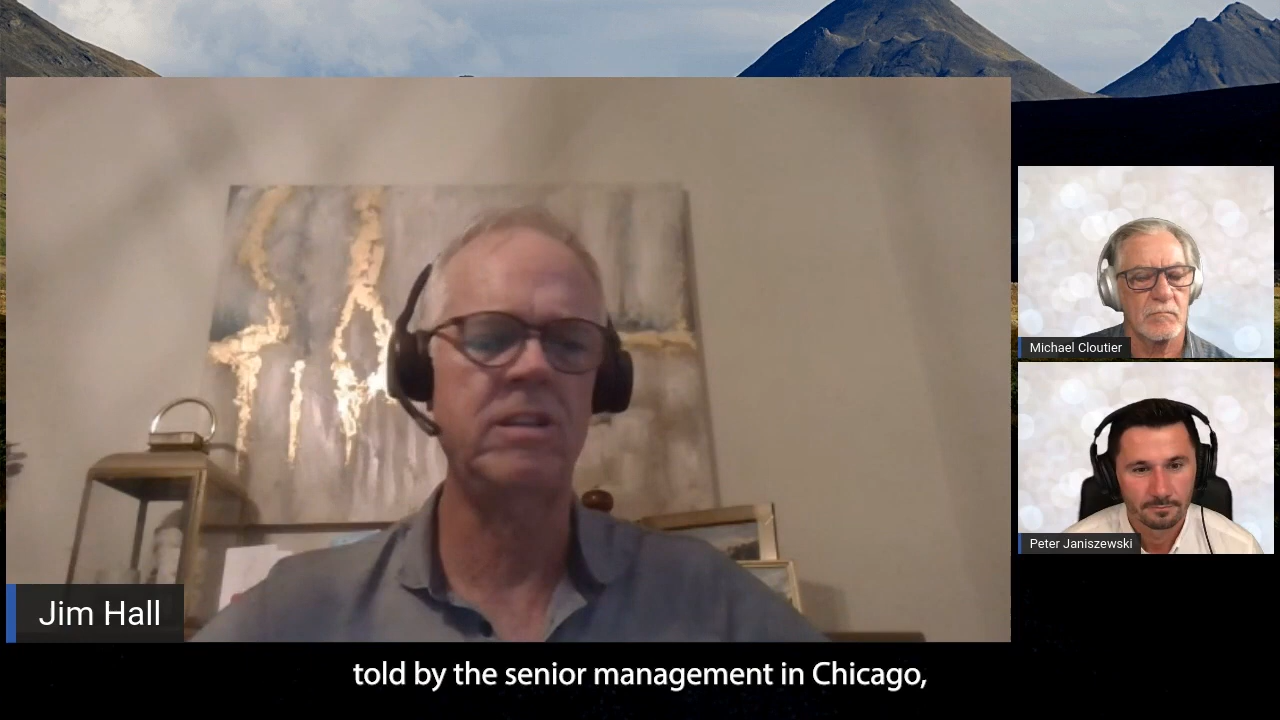 Michael Cloutier
Peter Janiszewski
Jim Hall
told by the senior management in Chicago,